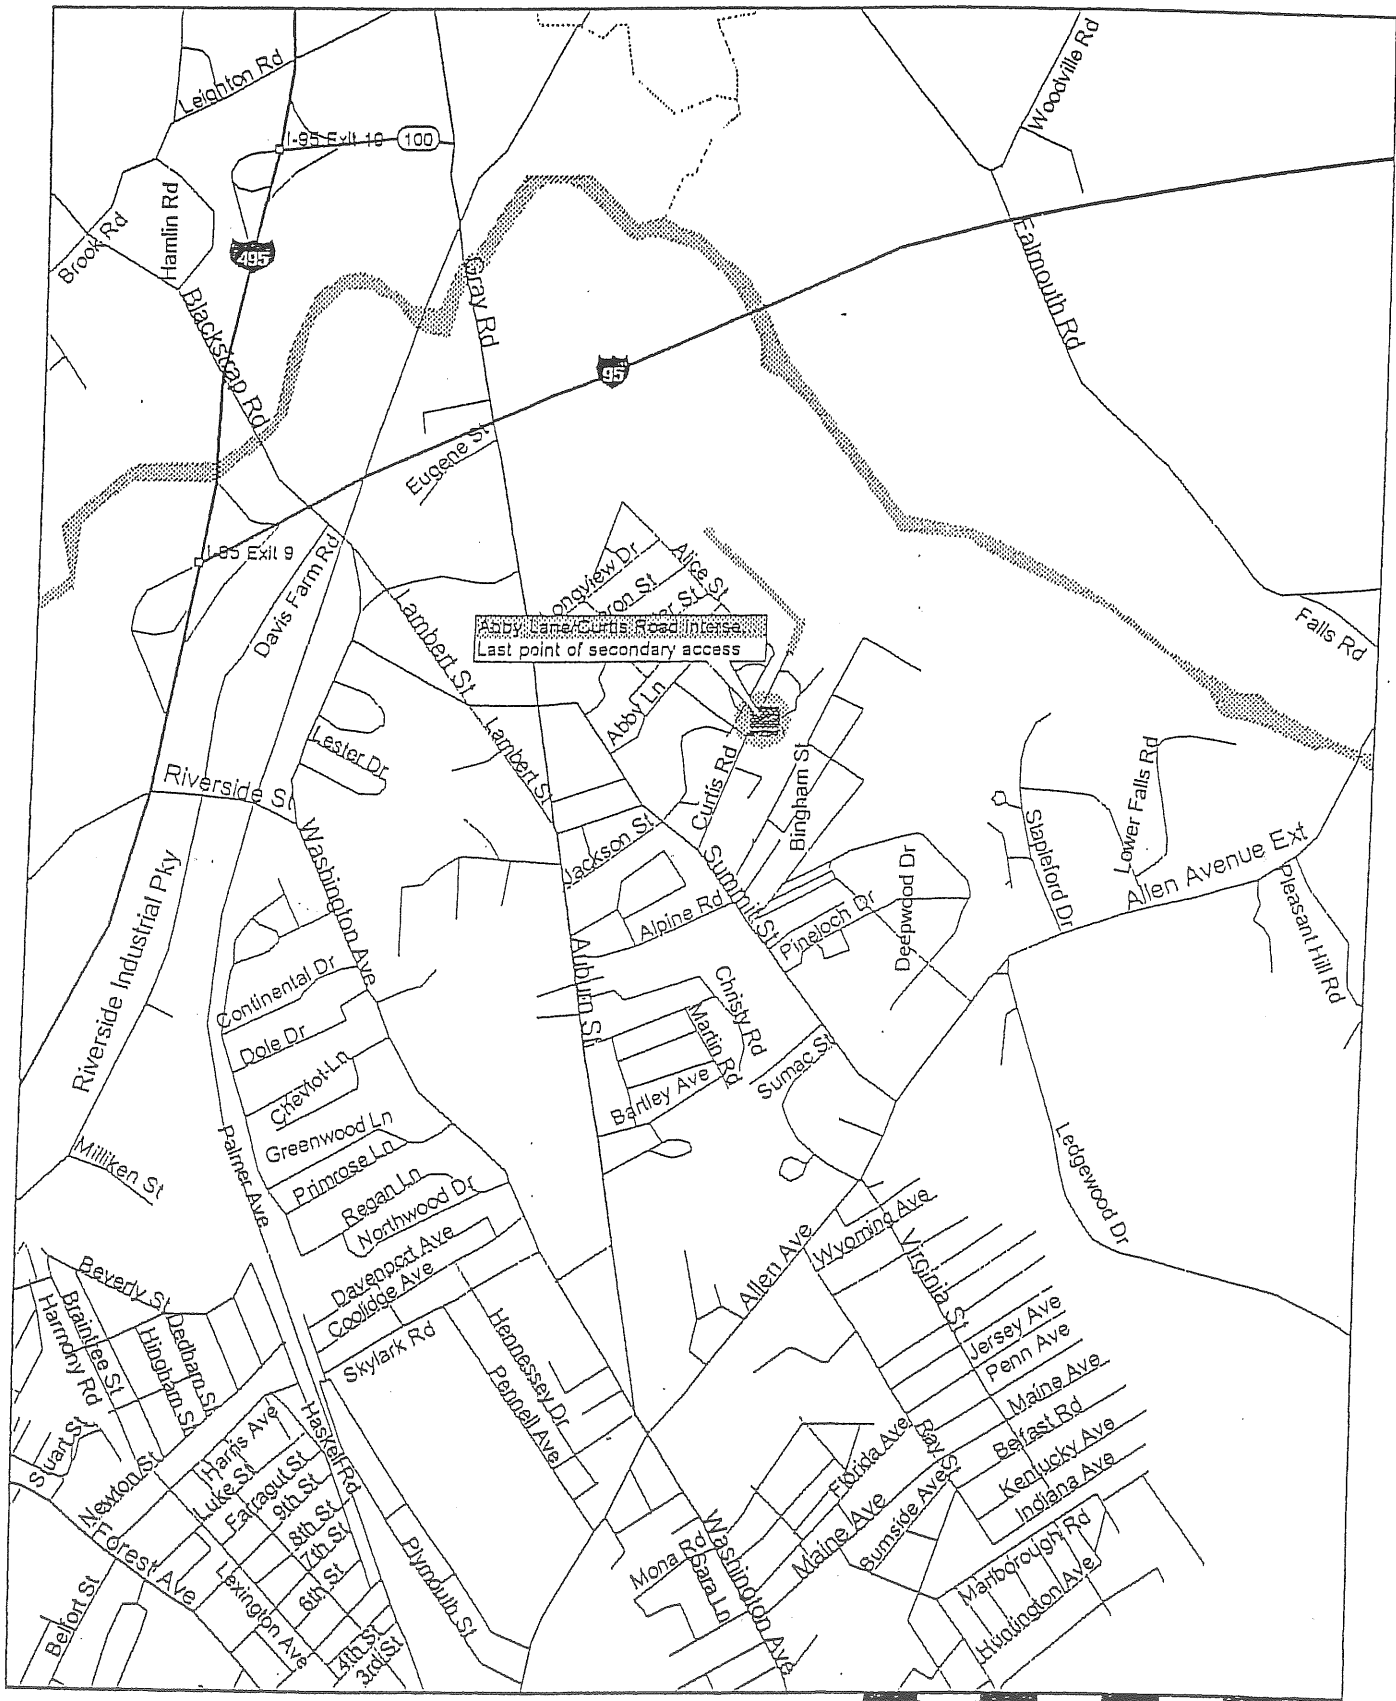 Leighton Rd
Woodville Rd
I-95 Exit 10
100
Hamlin Rd
Brook Rd
495
Gray Rd
Falmouth Rd
Blackstrap Rd
95
Eugene St
I-95 Exit 9
Davis Farm Rd
Longview Dr
Alice St
Lambert St
Abby Lane/Curtis Road Interse
Last point of secondary access
Falls Rd
Abby Ln
Lester Dr
Lambert St
Curtis Rd
Bingham St
Lower Falls Rd
Riverside St
Stapleford Dr
Washington Ave
Jackson St
Summit St
Allen Avenue Ext
Deepwood Dr
Pleasant Hill Rd
Riverside Industrial Pky
Alpine Rd
Pineloch Dr
Auburn St
Continental Dr
Christy Rd
Martin Rd
Dole Dr
Sumac St
Cheviot Ln
Bartley Ave
Greenwood Ln
Palmer Ave
Milliken St
Primrose Ln
Ledgewood Dr
Regan Ln
Northwood Dr
Wyoming Ave
Virginia St
Davenport Ave
Allen Ave
Beverly St
Coolidge Ave
Braintree St
Harmony Rd
Dedham St
Hingham St
Skylark Rd
Hennessey Dr
Pennell Ave
Jersey Ave
Penn Ave
Maine Ave
Belfast Rd
Haskell Rd
Harris Ave
Stuart St
Newton St
Luke St
Farragut St
9th St
8th St
7th St
6th St
4th St
3rd St
Florida Ave
Ray St
Kentucky Ave
Indiana Ave
Sunnside Ave
Maine Ave
Forest Ave
Lexington Ave
Plymouth St
Mona Rd
Sara Ln
Washington Ave
Marlborough Rd
Huntington Ave
Belfort St